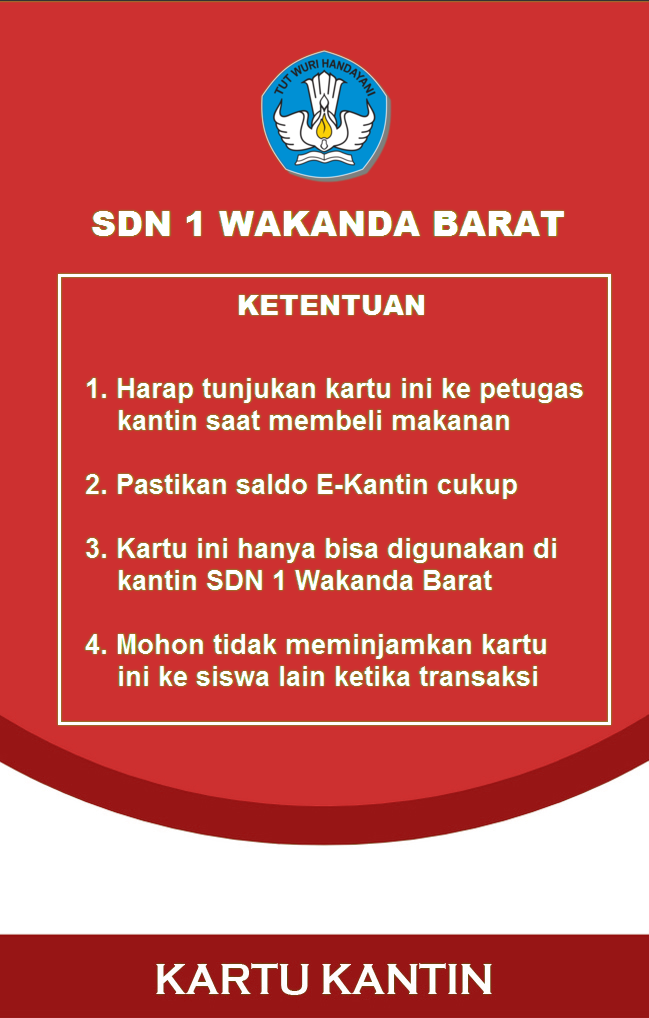 TUT WURI HANDAYANI
SDN 1 WAKANDA BARAT
KETENTUAN
1. Harap tunjukan kartu ini ke petugas
kantin saat membeli makanan
2. Pastikan saldo E-Kantin cukup
3. Kartu ini hanya bisa digunakan di
kantin SDN 1 Wakanda Barat
4. Mohon tidak meminjamkan kartu
ini ke siswa lain ketika transaksi
KARTU KANTIN